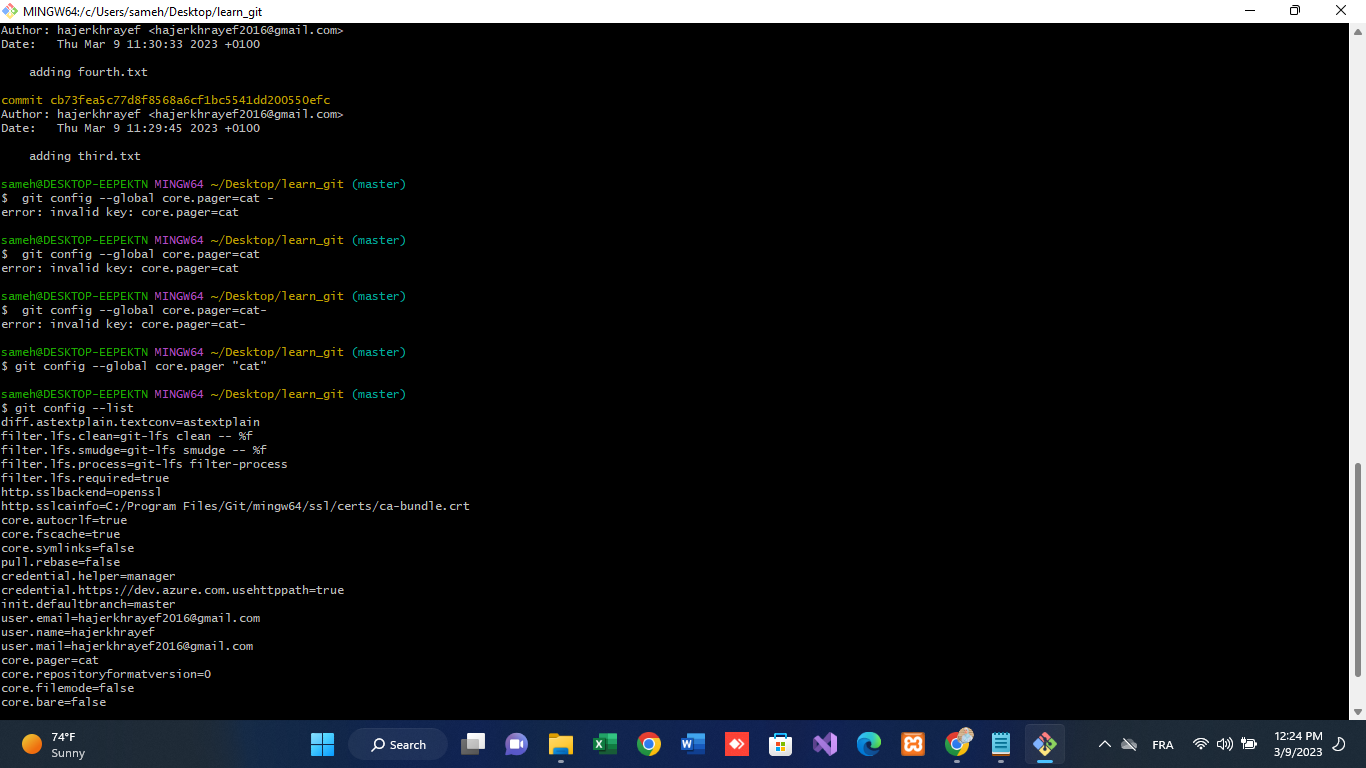 MINGW64:/c/Users/sameh/Desktop/learn_git
Author: hajerkhrayef <hajerkhrayef2016@gmail.com>
Date:   Thu Mar 9 11:30:33 2023 +0100
    adding fourth.txt
commit cb73fea5c77d8f8568a6cf1bc5541dd200550efc
Author: hajerkhrayef <hajerkhrayef2016@gmail.com>
Date:   Thu Mar 9 11:29:45 2023 +0100
    adding third.txt
sameh@DESKTOP-EEPEKTN MINGW64 ~/Desktop/learn_git (master)
$  git config --global core.pager=cat -
error: invalid key: core.pager=cat
sameh@DESKTOP-EEPEKTN MINGW64 ~/Desktop/learn_git (master)
$  git config --global core.pager=cat
error: invalid key: core.pager=cat
sameh@DESKTOP-EEPEKTN MINGW64 ~/Desktop/learn_git (master)
$  git config --global core.pager=cat-
error: invalid key: core.pager=cat-
sameh@DESKTOP-EEPEKTN MINGW64 ~/Desktop/learn_git (master)
$ git config --global core.pager "cat"
sameh@DESKTOP-EEPEKTN MINGW64 ~/Desktop/learn_git (master)
$ git config --list
diff.astextplain.textconv=astextplain
filter.lfs.clean=git-lfs clean -- %f
filter.lfs.smudge=git-lfs smudge -- %f
filter.lfs.process=git-lfs filter-process
filter.lfs.required=true
http.sslbackend=openssl
http.sslcainfo=C:/Program Files/Git/mingw64/ssl/certs/ca-bundle.crt
core.autocrlf=true
core.fscache=true
core.symlinks=false
pull.rebase=false
credential.helper=manager
credential.https://dev.azure.com.usehttppath=true
init.defaultbranch=master
user.email=hajerkhrayef2016@gmail.com
user.name=hajerkhrayef
user.mail=hajerkhrayef2016@gmail.com
core.pager=cat
core.repositoryformatversion=0
core.filemode=false
core.bare=false
74°F
Sunny
Search
FRA
12:24 PM
3/9/2023